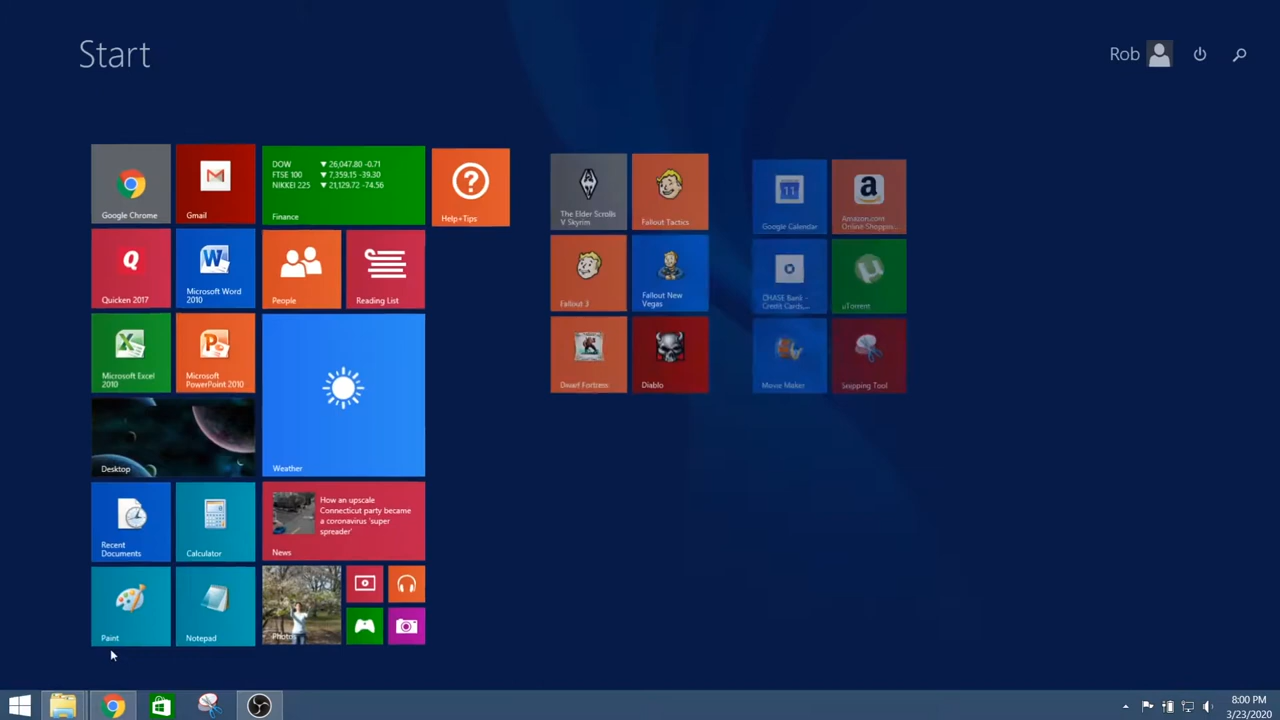 Start
Rob
Google Chrome
Gmail
DOW ▼ 26,047.80 -0.71
FTSE 100 ▼ 7,359.15 -39.30
NIKKEI 225 ▼ 21,129.72 -74.56
Finance
Help+Tips
Quicken 2017
Microsoft Word
2010
People
Reading List
Microsoft Excel
2010
Microsoft
PowerPoint 2010
Weather
Desktop
Recent
Documents
Calculator
How an upscale
Connecticut party became
a coronavirus 'super
spreader'
News
Paint
Notepad
Photos
The Elder Scrolls
V Skyrim
Fallout Tactics
Fallout 3
Fallout New
Vegas
Dwarf Fortress
Diablo
11
Google Calendar
a
Amazon.com
Online Shoppin...
CHASE Bank -
Credit Cards,...
uTorrent
Movie Maker
Snipping Tool
8:00 PM
3/23/2020